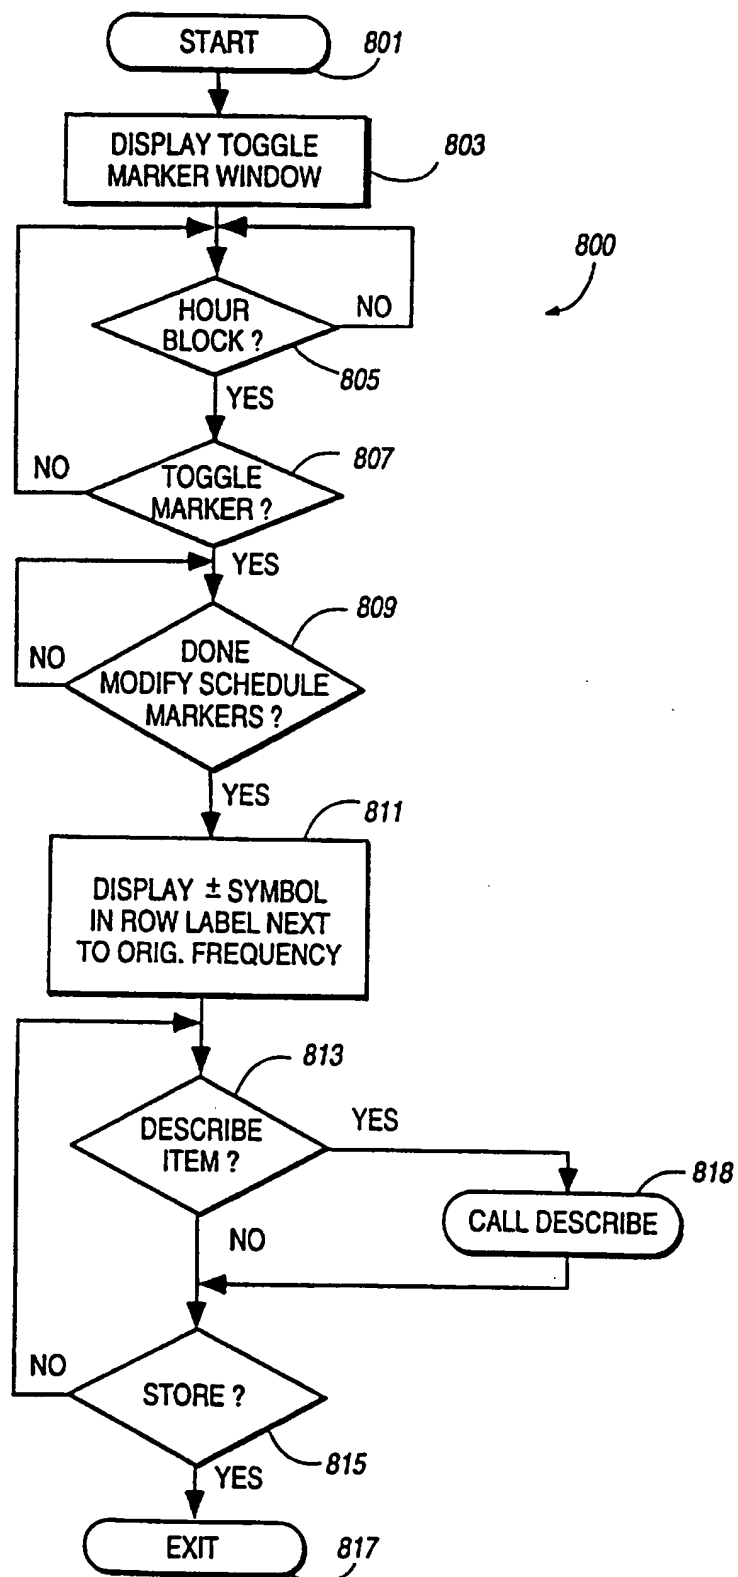 START
801
DISPLAY TOGGLE
MARKER WINDOW
803
800
HOUR
BLOCK ?
NO
805
YES
807
NO
TOGGLE
MARKER ?
YES
809
NO
DONE
MODIFY SCHEDULE
MARKERS ?
YES
811
DISPLAY ± SYMBOL
IN ROW LABEL NEXT
TO ORIG. FREQUENCY
813
DESCRIBE
ITEM ?
YES
818
CALL DESCRIBE
NO
NO
STORE ?
815
YES
EXIT
817